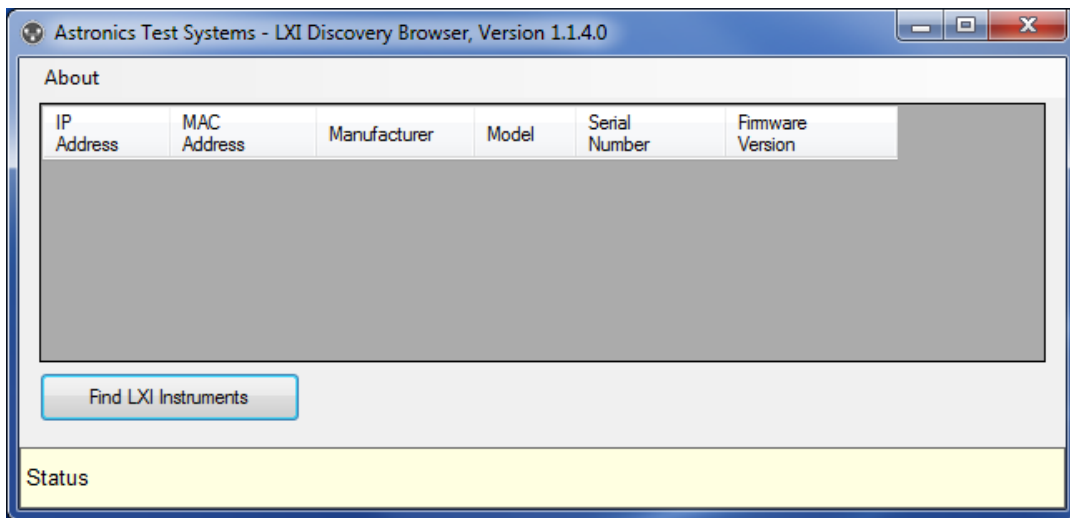 Astronics Test Systems - LXI Discovery Browser, Version 1.1.4.0
About
IP Address
MAC Address
Manufacturer
Model
Serial Number
Firmware Version
Find LXI Instruments
Status